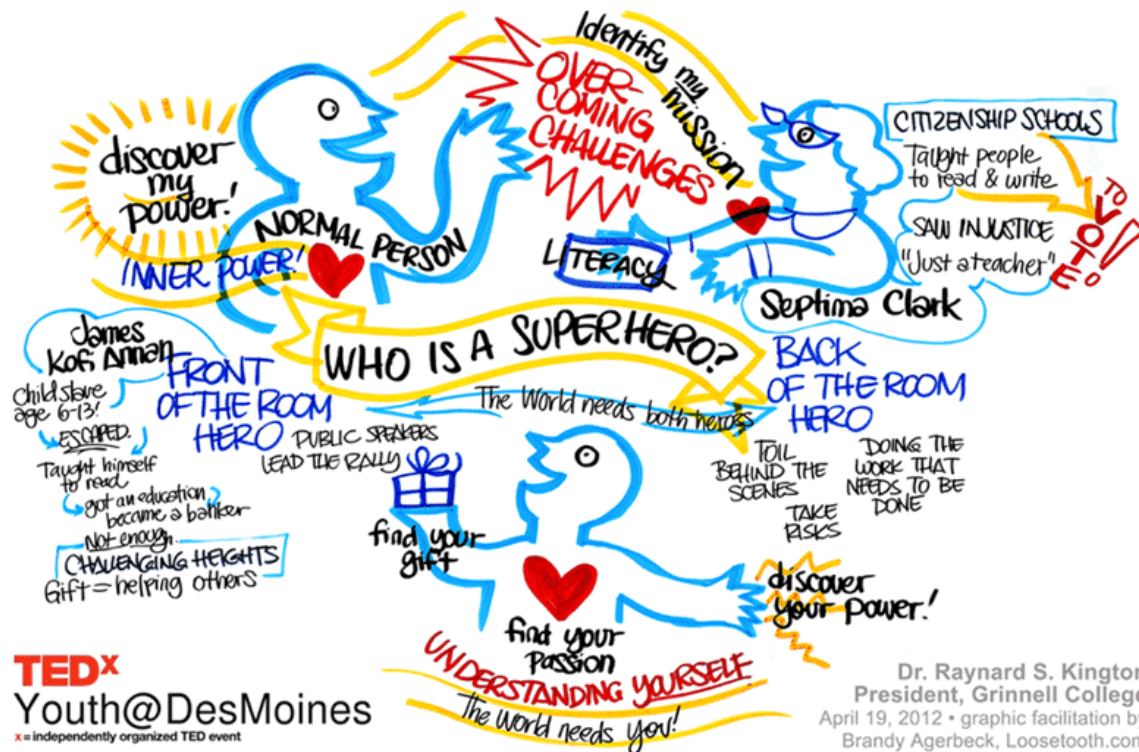 Identify my
mission
OVER-
COMING
CHALLENGES
discover
my
power!
NORMAL PERSON
INNER POWER!
LITERACY
CITIZENSHIP SCHOOLS
Taught people
to read & write
TO
VOTE!
SAW INJUSTICE
"Just a teacher"
Septima Clark
WHO IS A SUPERHERO?
The World needs both heroes
James
Kofi Annan
Child slave
age 6-13!
ESCAPED.
Taught himself
to read
got an education
became a banker
Not enough.
CHALLENGING HEIGHTS
Gift = helping others
FRONT
OF THE ROOM
HERO
PUBLIC SPEAKERS
LEAD THE RALLY
BACK
OF THE ROOM
HERO
TOIL
BEHIND THE
SCENES
TAKE
RISKS
DOING THE
WORK THAT
NEEDS TO BE
DONE
find your
gift
find your
passion
discover
your power!
UNDERSTANDING YOURSELF
The World needs You!
TEDx
Youth@DesMoines
x = independently organized TED event
Dr. Raynard S. Kington
President, Grinnell College
April 19, 2012 • graphic facilitation by
Brandy Agerbeck, Loosetooth.com